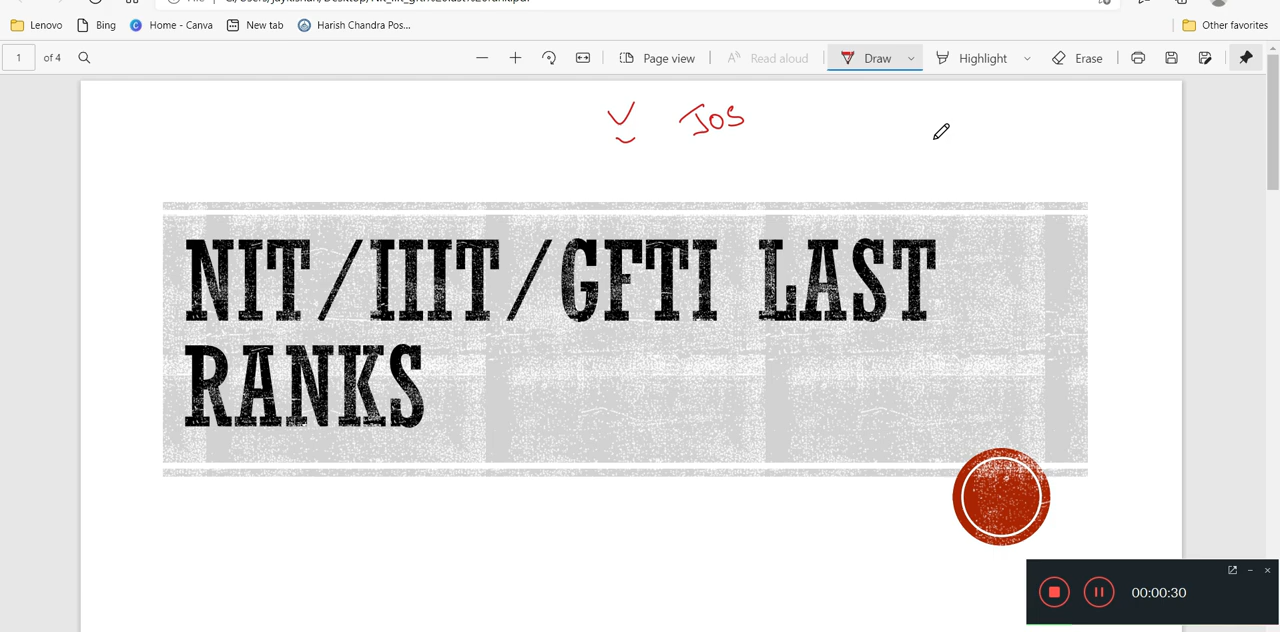 Lenovo Bing Home - Canva New tab Harish Chandra Pos... Other favorites
1 of 4 Page view Read aloud Draw Highlight Erase
V JOS
NIT/IIIT/GFTI LAST
RANKS
00:00:30